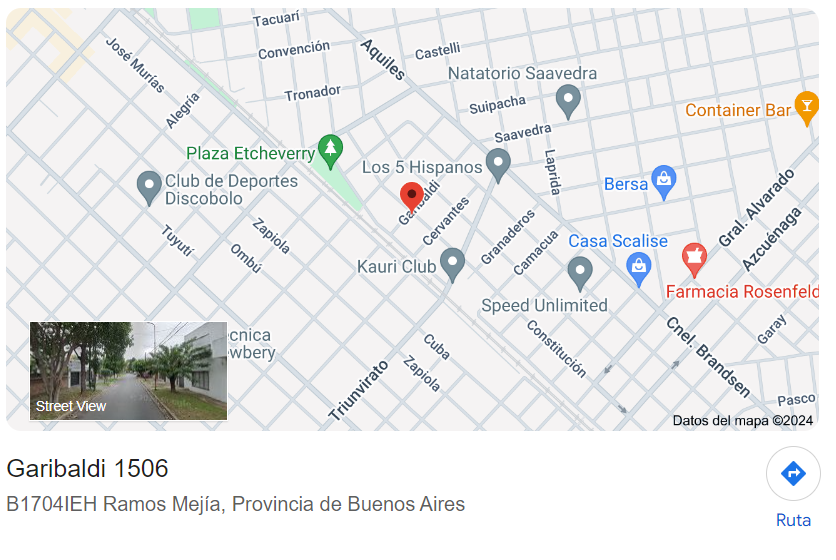 Tacuarí
José Murías
Convención
Aquiles
Castelli
Natatorio Saavedra
Tronador
Alegría
Suipacha
Container Bar
Saavedra
Plaza Etcheverry
Los 5 Hispanos
Laprida
Club de Deportes
Discobolo
Bersa
Gral. Alvarado
Garibaldi
Cervantes
Azcuénaga
Tuyutí
Zapiola
Ombú
Granaderos
Camacua
Casa Scalise
Kauri Club
Farmacia Rosenfeld
Speed Unlimited
Constitución
Cnel. Brandsen
Garay
ecnica
wbery
Cuba
Zapiola
Triunvirato
Pasco
Street View
Datos del mapa ©2024
Garibaldi 1506
B1704IEH Ramos Mejía, Provincia de Buenos Aires
Ruta